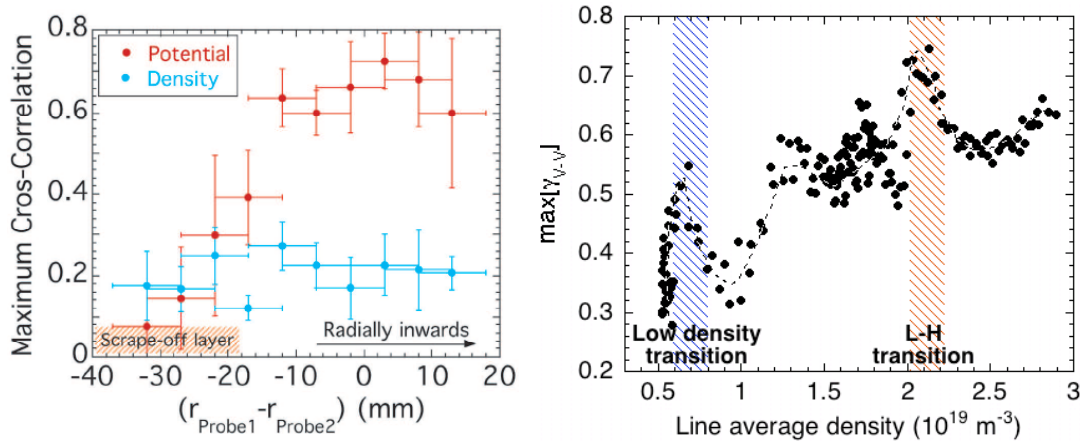 Maximum Cros-Correlation
0.8
0.6
0.4
0.2
0
Potential
Density
Scrape-off layer
Radially inwards
-40 -30 -20 -10 0 10 20
(r_Probe1-r_Probe2) (mm)
max[γ_V-V]
0.8
0.7
0.6
0.5
0.4
0.3
0.2
Low density
transition
L-H
transition
0.5 1 1.5 2 2.5 3
Line average density (10^19 m^-3)